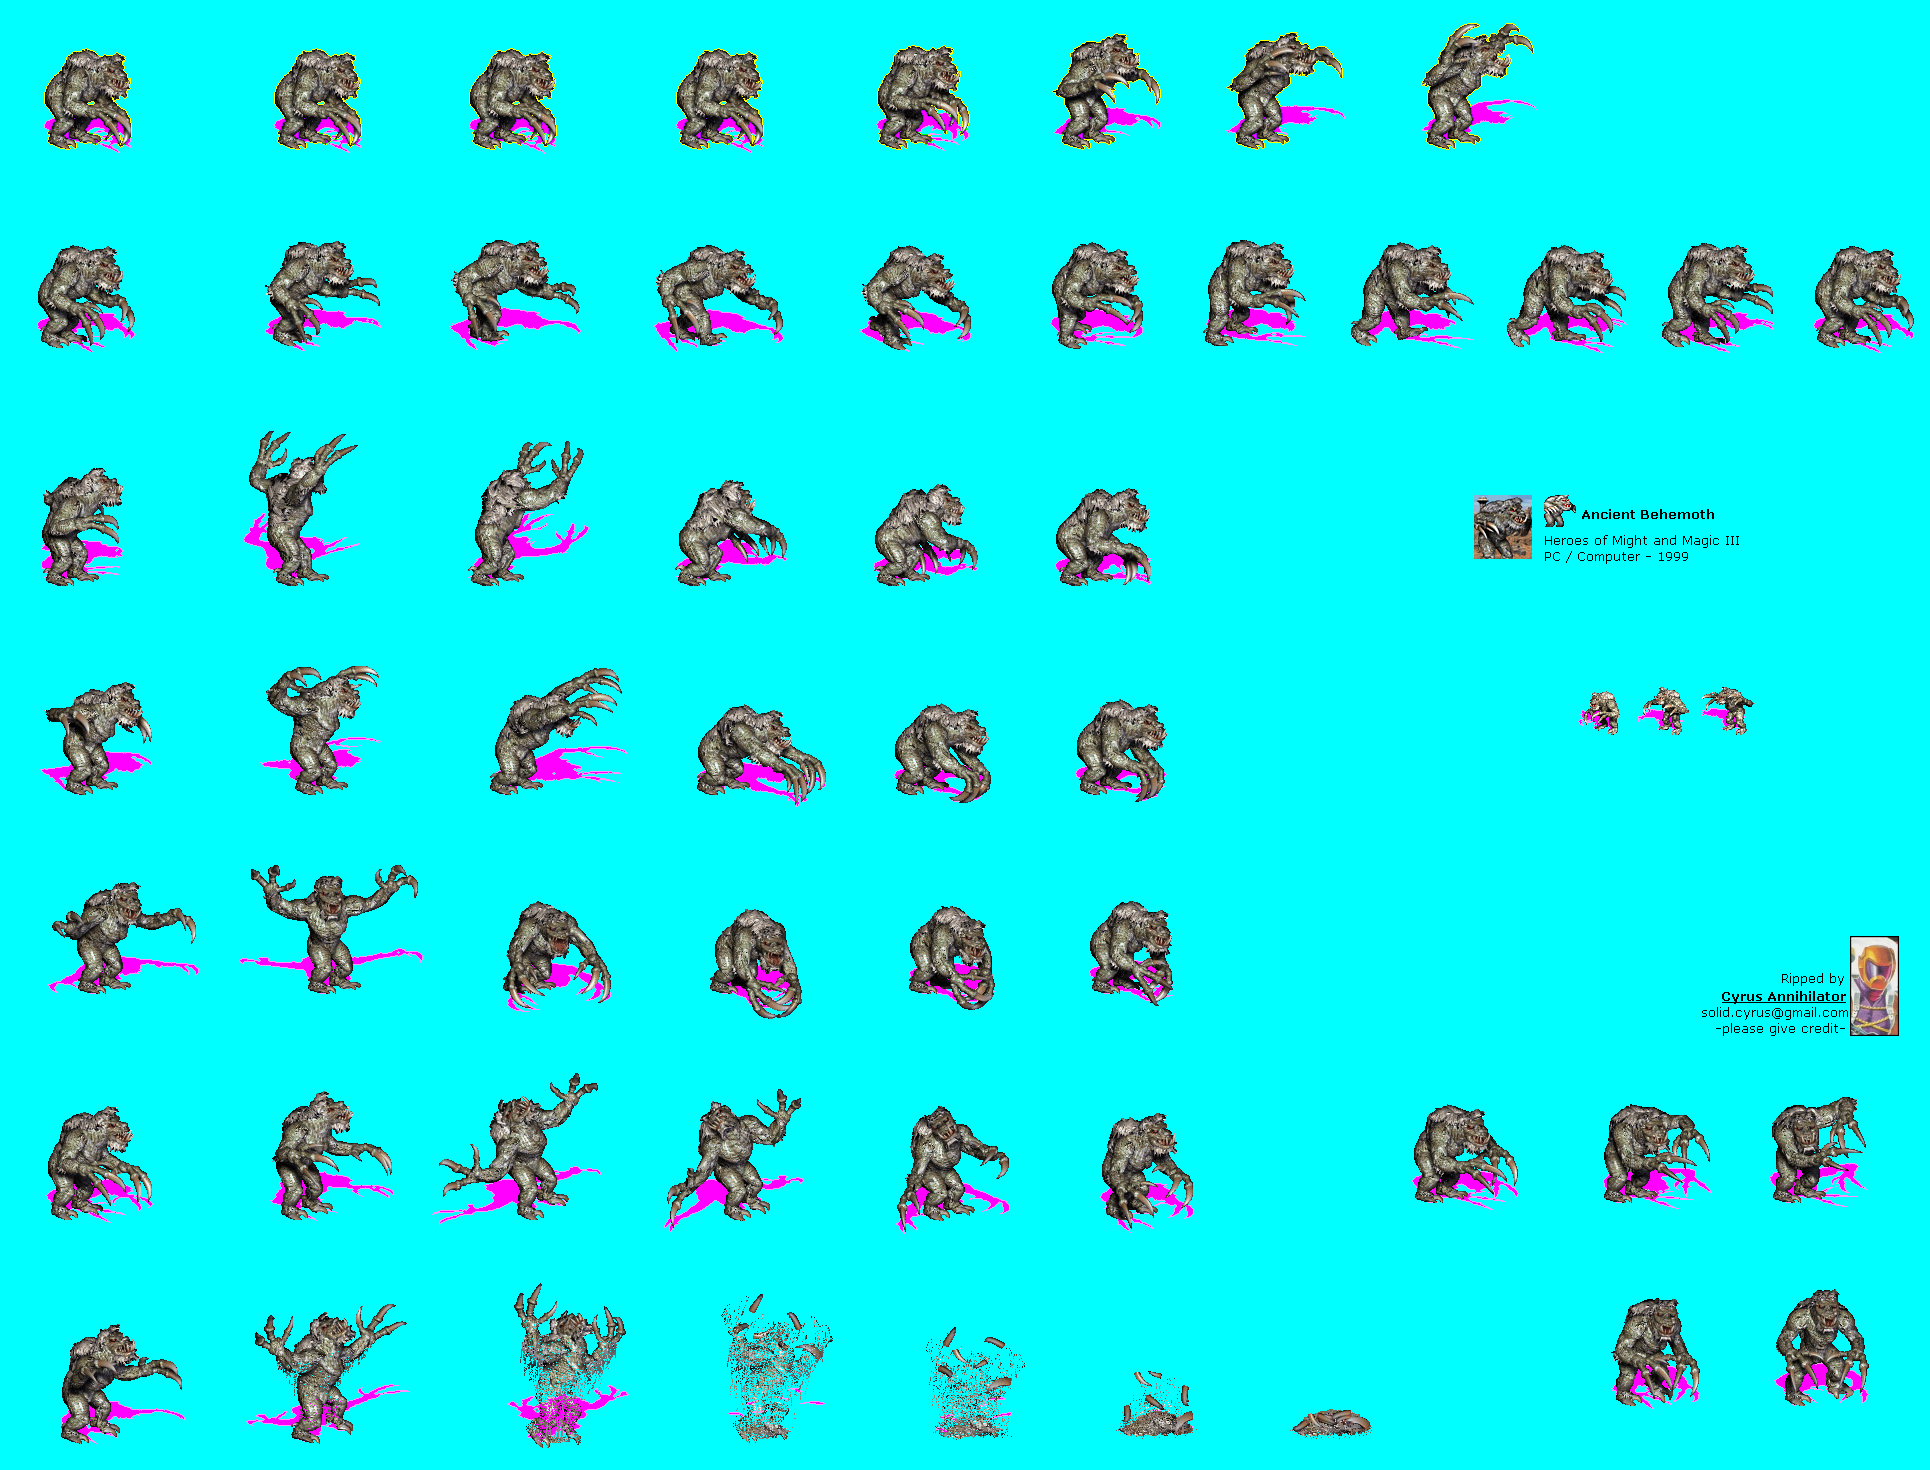 Ancient Behemoth
Heroes of Might and Magic III
PC / Computer - 1999
Ripped by
Cyrus Annihilator
solid.cyrus@gmail.com
-please give credit-